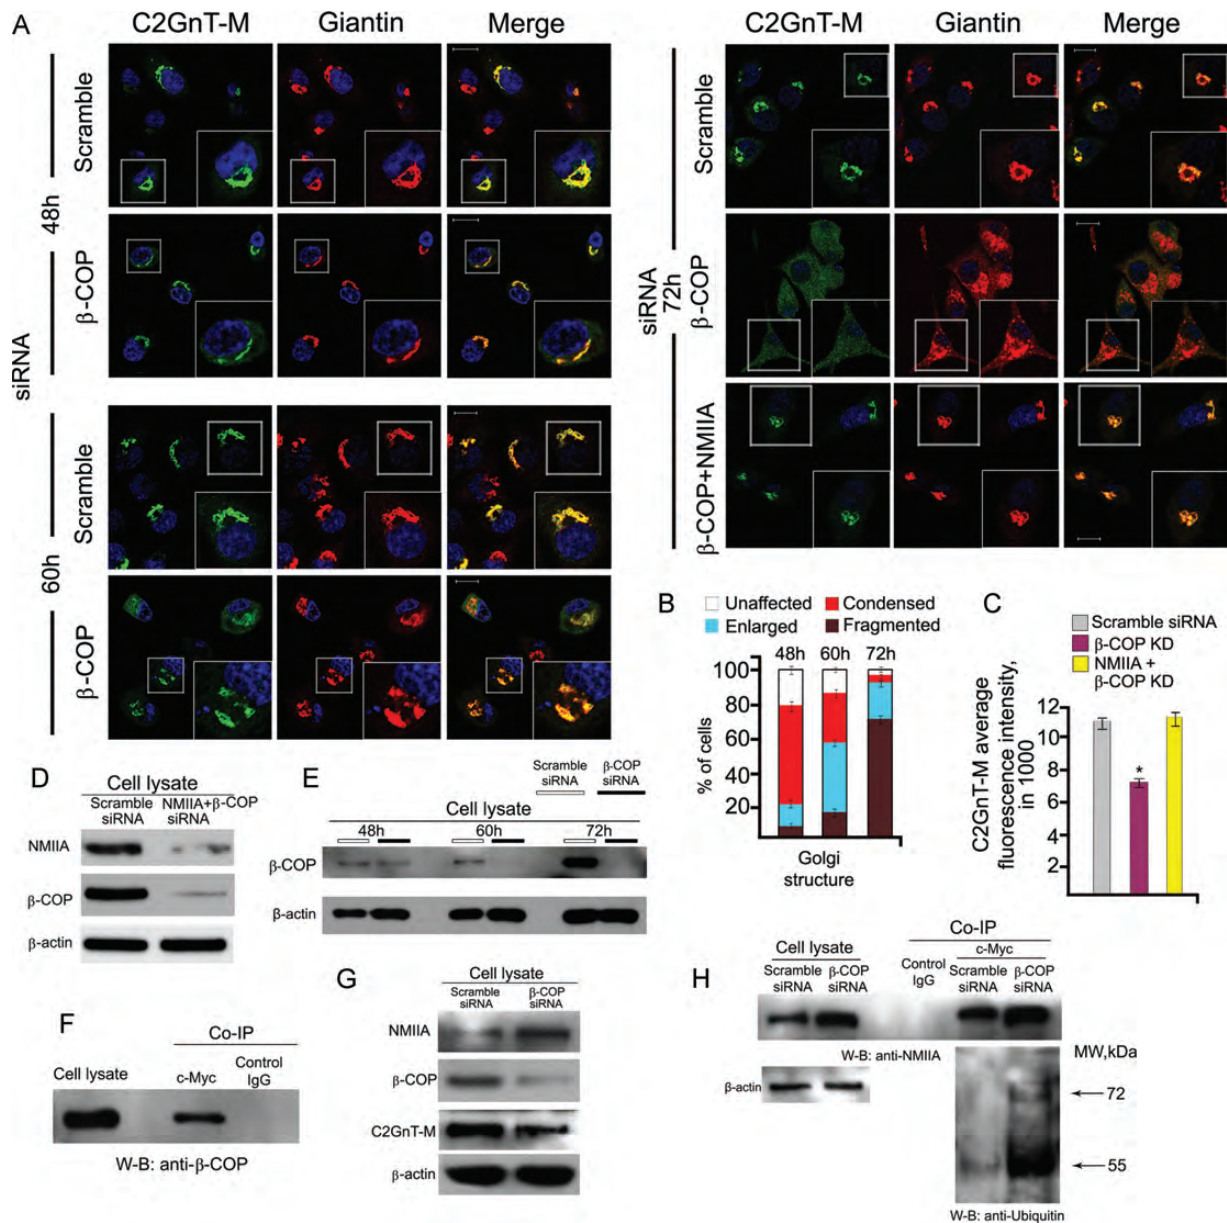 A
C2GnT-M Giantin Merge
siRNA
48h
Scramble
β-COP
60h
Scramble
β-COP
C2GnT-M Giantin Merge
siRNA
72h
Scramble
β-COP
β-COP+NMIIA
B
Unaffected Condensed
Enlarged Fragmented
48h 60h 72h
% of cells
100
80
60
40
20
Golgi
structure
C
Scramble siRNA
β-COP KD
NMIIA +
β-COP KD
C2GnT-M average
fluorescence intensity,
in 1000
12
10
8
6
4
2
*
D
Cell lysate
Scramble
siRNA
NMIIA+β-COP
siRNA
NMIIA
β-COP
β-actin
E
Scramble
siRNA
β-COP
siRNA
Cell lysate
48h 60h 72h
β-COP
β-actin
F
Co-IP
Cell lysate
c-Myc
Control
IgG
W-B: anti-β-COP
G
Cell lysate
Scramble
siRNA
β-COP
siRNA
NMIIA
β-COP
C2GnT-M
β-actin
H
Cell lysate
Scramble
siRNA
β-COP
siRNA
Co-IP
Control
IgG
c-Myc
Scramble
siRNA
β-COP
siRNA
W-B: anti-NMIIA
β-actin
MW,kDa
72
55
W-B: anti-Ubiquitin